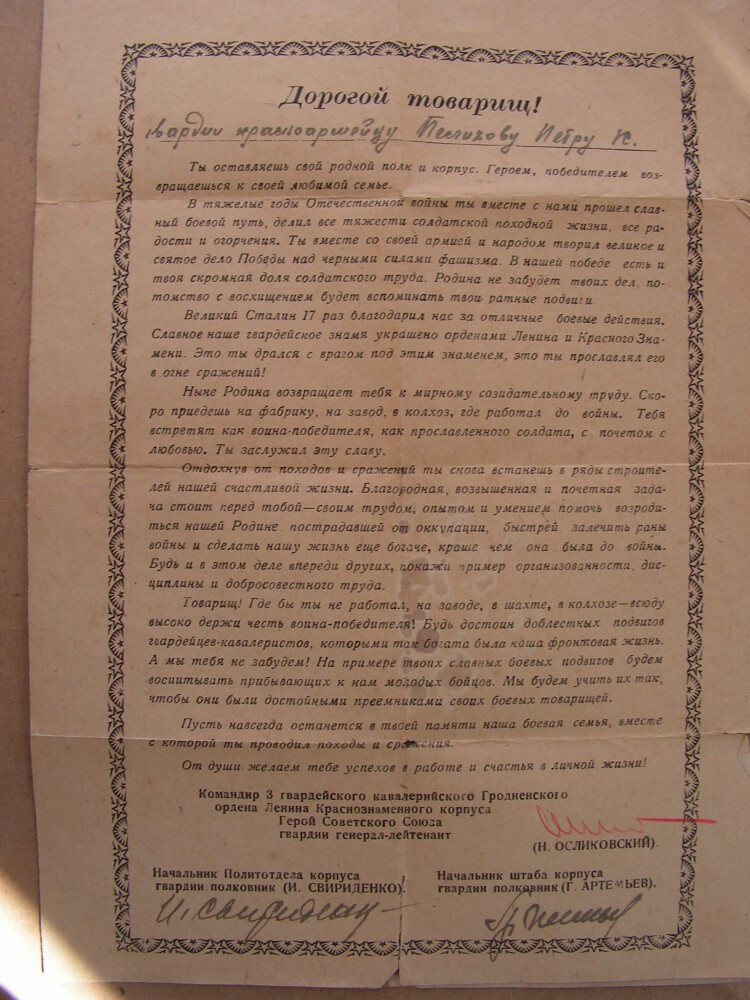 Дорогой товарищ!
гвардии красноармейцу Петру К.
Ты оставляешь свой родной полк и корпус. Героем, победителем воз-
вращаешься к своей любимой семье.
В тяжелые годы Отечественной войны ты вместе с нами прошел слав-
ный боевой путь, делил все тяжести солдатской походной жизни, все ра-
дости и огорчения. Ты вместе со своей армией и народом творил великое и
святое дело Победы над черными силами фашизма. В нашей победе есть и
твоя скромная доля солдатского труда. Родина не забудет твоих дел, по-
томство с восхищением будет вспоминать твои ратные подвиги.
Великий Сталин 17 раз благодарил нас за отличные боевые действия.
Славное наше гвардейское знамя украшено орденами Ленина и Красного Зна-
мени. Это ты дрался с врагом под этим знаменем, это ты прославлял его
в огне сражений!
Ныне Родина возвращает тебя к мирному созидательному труду. Ско-
ро приедешь на фабрику, на завод, в колхоз, где работал до войны. Тебя
встретят как воина-победителя, как прославленного солдата, с почетом с
любовью. Ты заслужил эту славу.
Отдохнув от походов и сражений ты снова встанешь в ряды строите-
лей нашей счастливой жизни. Благородная, возвышенная и почетная зада-
ча стоит перед тобой—своим трудом, опытом и умением помочь возроди-
ться нашей Родине пострадавшей от оккупации, быстрей залечить раны
войны и сделать нашу жизнь еще богаче, краше чем она была до войны.
Будь и в этом деле впереди других, покажи пример организованности, дис-
циплины и добросовестного труда.
Товарищ! Где бы ты не работал, на заводе, в шахте, в колхозе—всюду
высоко держи честь воина-победителя! Будь достоин доблестных подвигов
гвардейцев-кавалеристов, которыми так богата была наша фронтовая жизнь.
А мы тебя не забудем! На примере твоих славных боевых подвигов будем
воспитывать прибывающих к нам молодых бойцов. Мы будем учить их так,
чтобы они были достойными преемниками своих боевых товарищей.
Пусть навсегда останется в твоей памяти наша боевая семья, вместе
с которой ты проводил походы и сражения.
От души желаем тебе успехов в работе и счастья в личной жизни!
Командир 3 гвардейского кавалерийского Гродненского
ордена Ленина Краснознаменного корпуса
Герой Советского Союза
гвардии генерал-лейтенант
(Н. ОСЛИКОВСКИЙ).
Начальник Политотдела корпуса
гвардии полковник (И. СВИРИДЕНКО).
И. Свириденко
Начальник штаба корпуса
гвардии полковник (Г. АРТЕМЬЕВ).